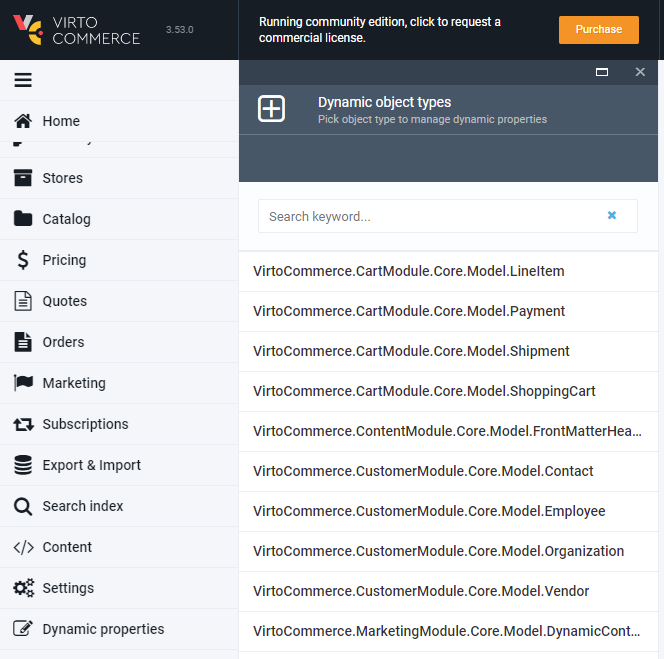 VIRTO
COMMERCE
3.53.0
Running community edition, click to request a
commercial license.
Purchase
Home
Stores
Catalog
Pricing
Quotes
Orders
Marketing
Subscriptions
Export & Import
Search index
Content
Settings
Dynamic properties
Dynamic object types
Pick object type to manage dynamic properties
Search keyword...
VirtoCommerce.CartModule.Core.Model.LineItem
VirtoCommerce.CartModule.Core.Model.Payment
VirtoCommerce.CartModule.Core.Model.Shipment
VirtoCommerce.CartModule.Core.Model.ShoppingCart
VirtoCommerce.ContentModule.Core.Model.FrontMatterHea...
VirtoCommerce.CustomerModule.Core.Model.Contact
VirtoCommerce.CustomerModule.Core.Model.Employee
VirtoCommerce.CustomerModule.Core.Model.Organization
VirtoCommerce.CustomerModule.Core.Model.Vendor
VirtoCommerce.MarketingModule.Core.Model.DynamicCont...